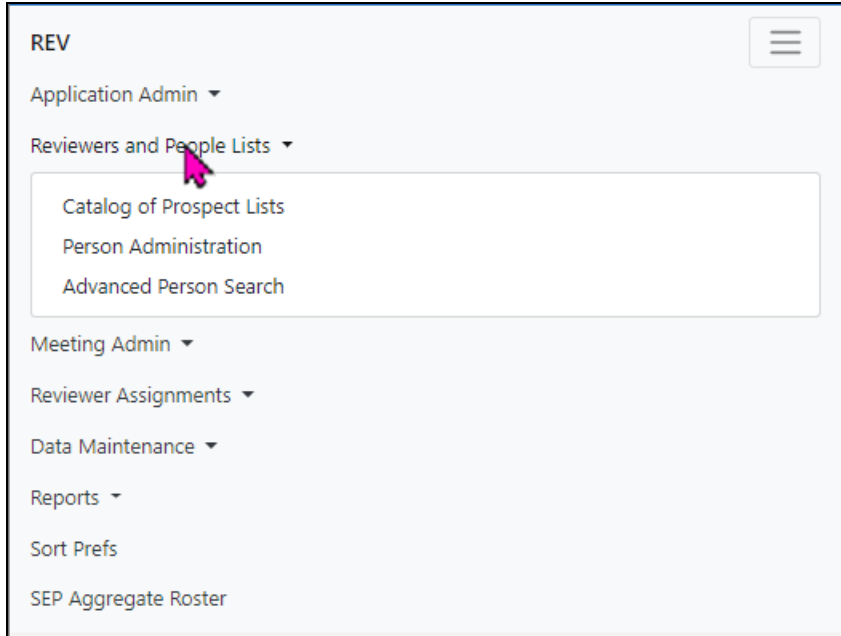 REV
Application Admin
Reviewers and People Lists
Catalog of Prospect Lists
Person Administration
Advanced Person Search
Meeting Admin
Reviewer Assignments
Data Maintenance
Reports
Sort Prefs
SEP Aggregate Roster